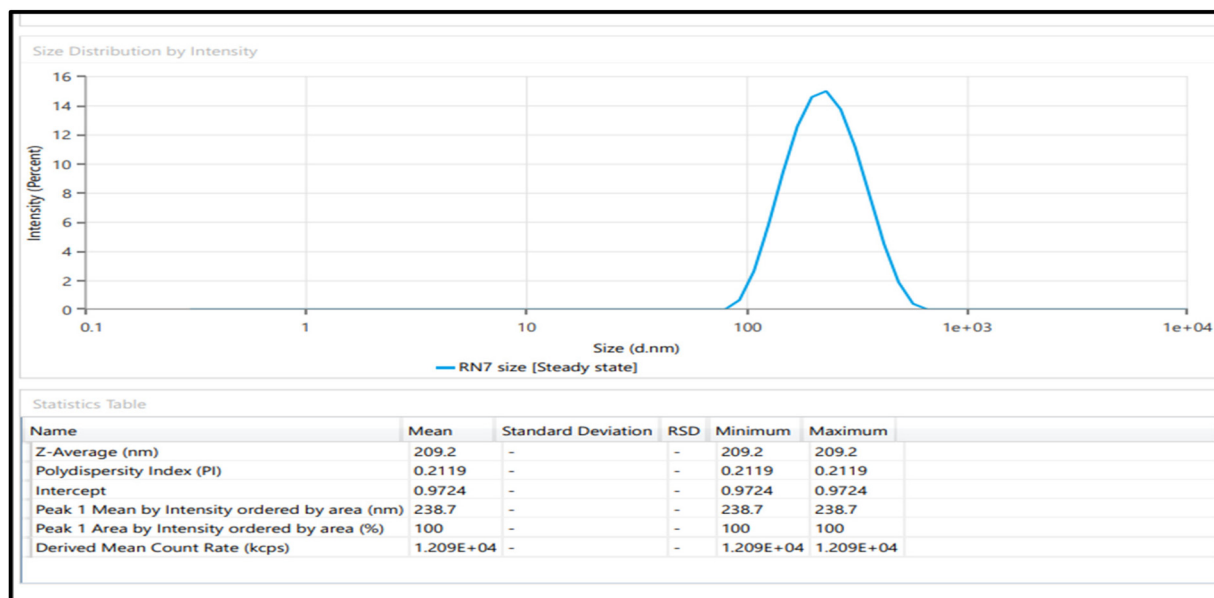 Size Distribution by Intensity
16
14
12
10
8
6
4
2
0
Intensity (Percent)
0.1 1 10 100 1e+03 1e+04
Size (d.nm)
RN7 size [Steady state]
Statistics Table
Name Mean Standard Deviation RSD Minimum Maximum
Z-Average (nm) 209.2 - - 209.2 209.2
Polydispersity Index (PI) 0.2119 - - 0.2119 0.2119
Intercept 0.9724 - - 0.9724 0.9724
Peak 1 Mean by Intensity ordered by area (nm) 238.7 - - 238.7 238.7
Peak 1 Area by Intensity ordered by area (%) 100 - - 100 100
Derived Mean Count Rate (kcps) 1.209E+04 - - 1.209E+04 1.209E+04